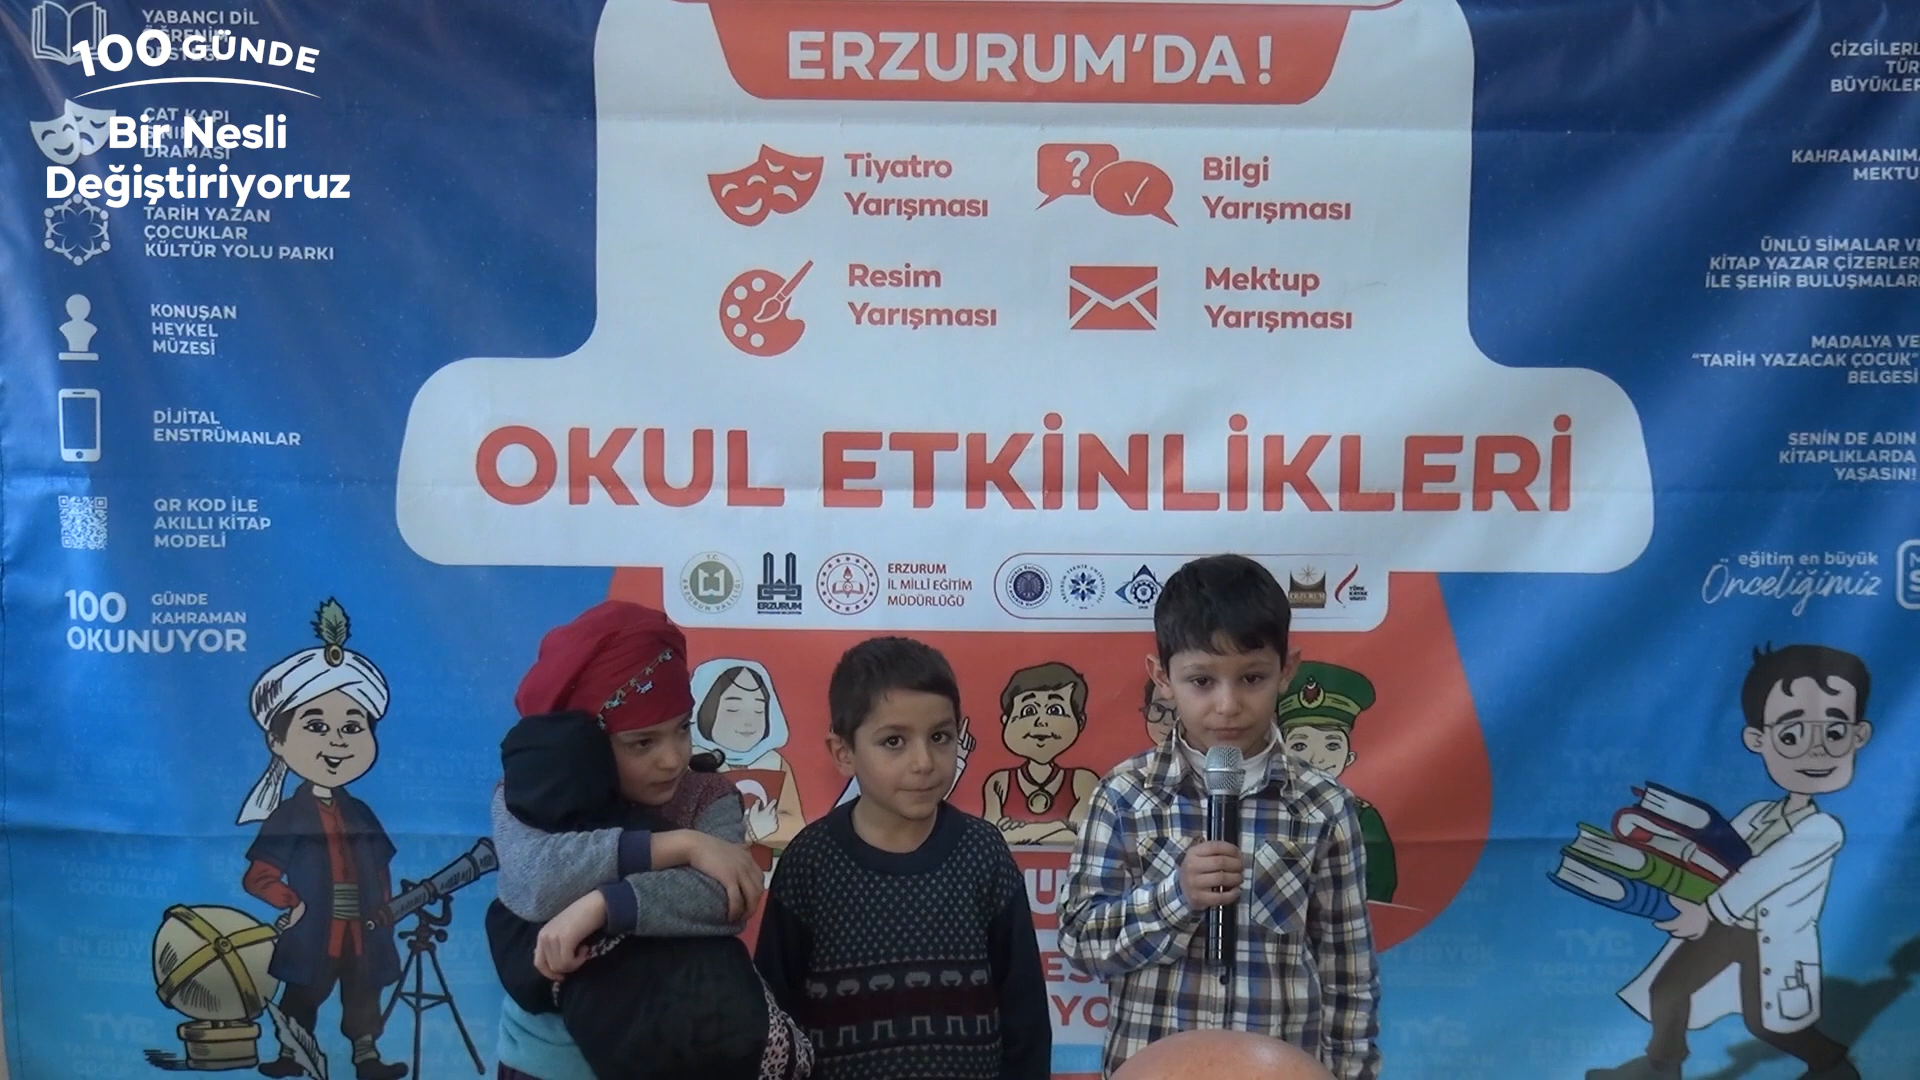 100 GÜNDE
Bir Nesli
Değiştiriyoruz
YABANCI DİL
ÇAT KAPI
DRAMASI
TARİH YAZAN
ÇOCUKLAR
KÜLTÜR YOLU PARKI
KONUŞAN
HEYKEL
MÜZESİ
DİJİTAL
ENSTRÜMANLAR
QR KOD İLE
AKILLI KİTAP
MODELİ
100 GÜNDE
KAHRAMAN
OKUNUYOR
ERZURUM'DA!
Tiyatro
Yarışması
Bilgi
Yarışması
Resim
Yarışması
Mektup
Yarışması
OKUL ETKİNLİKLERİ
ERZURUM
ERZURUM
İL MİLLİ EĞİTİM
MÜDÜRLÜĞÜ
ÇİZGİLERL
TÜR
BÜYÜKLER
KAHRAMANIMA
MEKTU
ÜNLÜ SİMALAR VE
KİTAP YAZAR ÇİZERLER
İLE ŞEHİR BULUŞMALARI
MADALYA VE
"TARİH YAZACAK ÇOCUK"
BELGESİ
SENİN DE ADIN
KİTAPLIKLARDA
YAŞASIN!
eğitim en büyük
Önceliğimiz